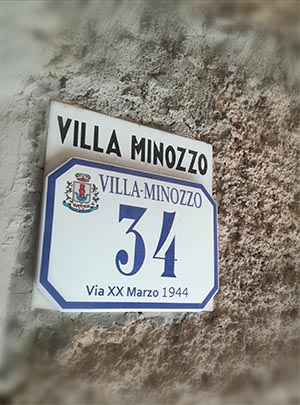 VILLA MINOZZO
VILLA-MINOZZO
34
Via XX Marzo 1944